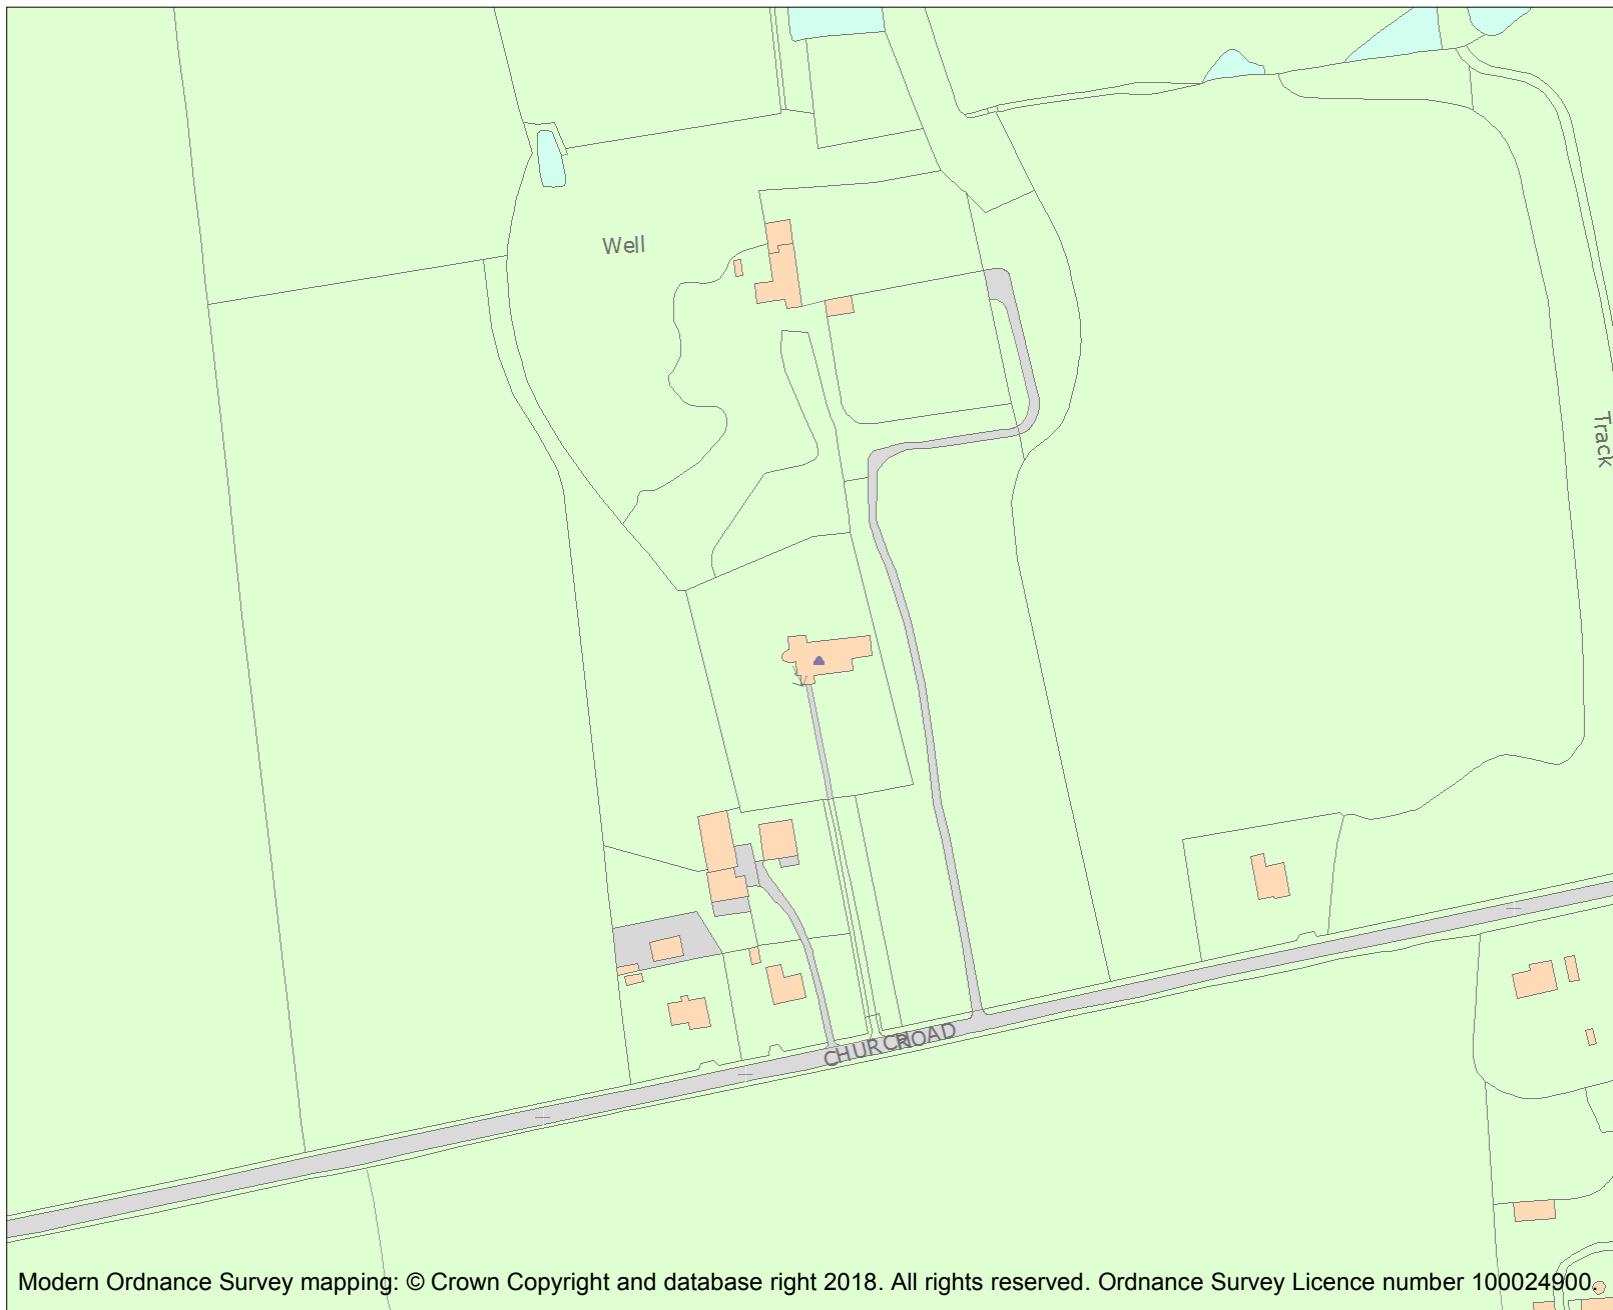 Well
Track
CHURCH ROAD
Modern Ordnance Survey mapping: © Crown Copyright and database right 2018. All rights reserved. Ordnance Survey Licence number 100024900.